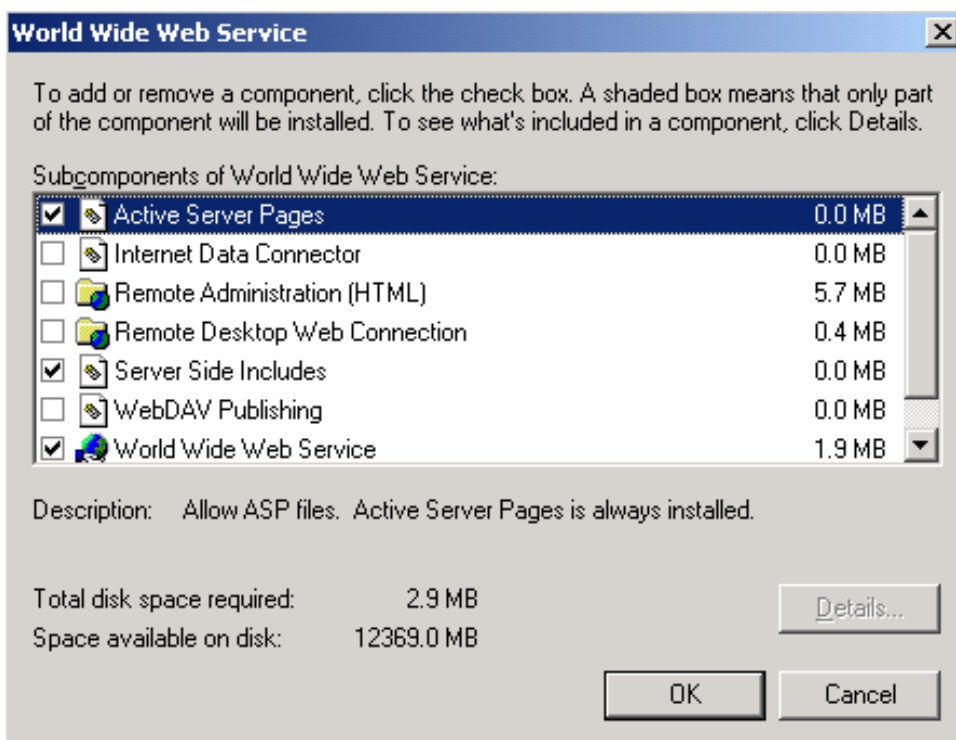 World Wide Web Service
To add or remove a component, click the check box. A shaded box means that only part
of the component will be installed. To see what's included in a component, click Details.
Subcomponents of World Wide Web Service:
Active Server Pages 0.0 MB
Internet Data Connector 0.0 MB
Remote Administration (HTML) 5.7 MB
Remote Desktop Web Connection 0.4 MB
Server Side Includes 0.0 MB
WebDAV Publishing 0.0 MB
World Wide Web Service 1.9 MB
Description: Allow ASP files. Active Server Pages is always installed.
Total disk space required: 2.9 MB
Details...
Space available on disk: 12369.0 MB
OK Cancel